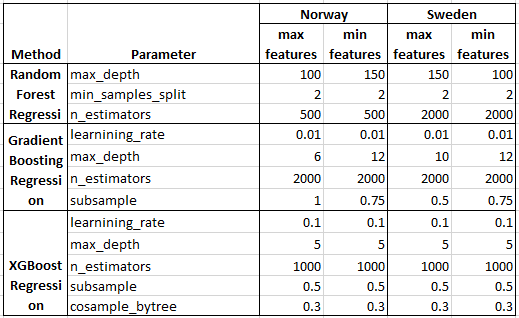 Norway Sweden
max min max min
Method Parameter features features features features
Random max_depth 100 150 150 100
Forest min_samples_split 2 2 2 2
Regressi n_estimators 500 500 2000 2000
learnining_rate 0.01 0.01 0.01 0.01
Gradient
Boosting max_depth 6 12 10 12
Regressi n_estimators 2000 2000 2000 2000
on subsample 1 0.75 0.5 0.75
learnining_rate 0.1 0.1 0.1 0.1
max_depth 5 5 5 5
XGBoost n_estimators 1000 1000 1000 1000
Regressi subsample 0.5 0.5 0.5 0.5
on cosample_bytree 0.3 0.3 0.3 0.3